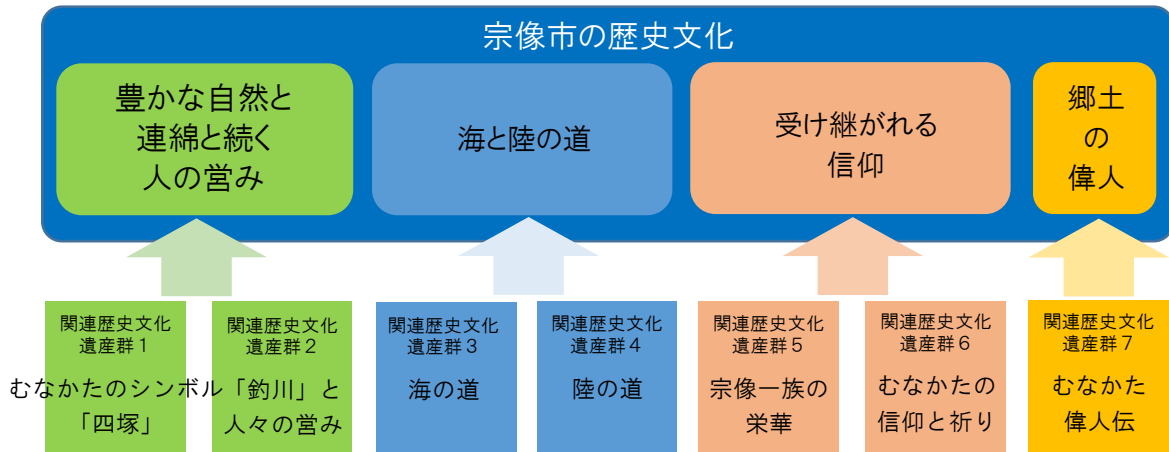 宗像市の歴史文化
豊かな自然と
連綿と続く
人の営み
海と陸の道
受け継がれる
信仰
郷土
の
偉人
関連歴史文化
遺産群1
むなかたのシンボル
「四塚」
関連歴史文化
遺産群2
「釣川」と
人々の営み
関連歴史文化
遺産群3
海の道
関連歴史文化
遺産群4
陸の道
関連歴史文化
遺産群5
宗像一族の
栄華
関連歴史文化
遺産群6
むなかたの
信仰と祈り
関連歴史文化
遺産群7
むなかた
偉人伝